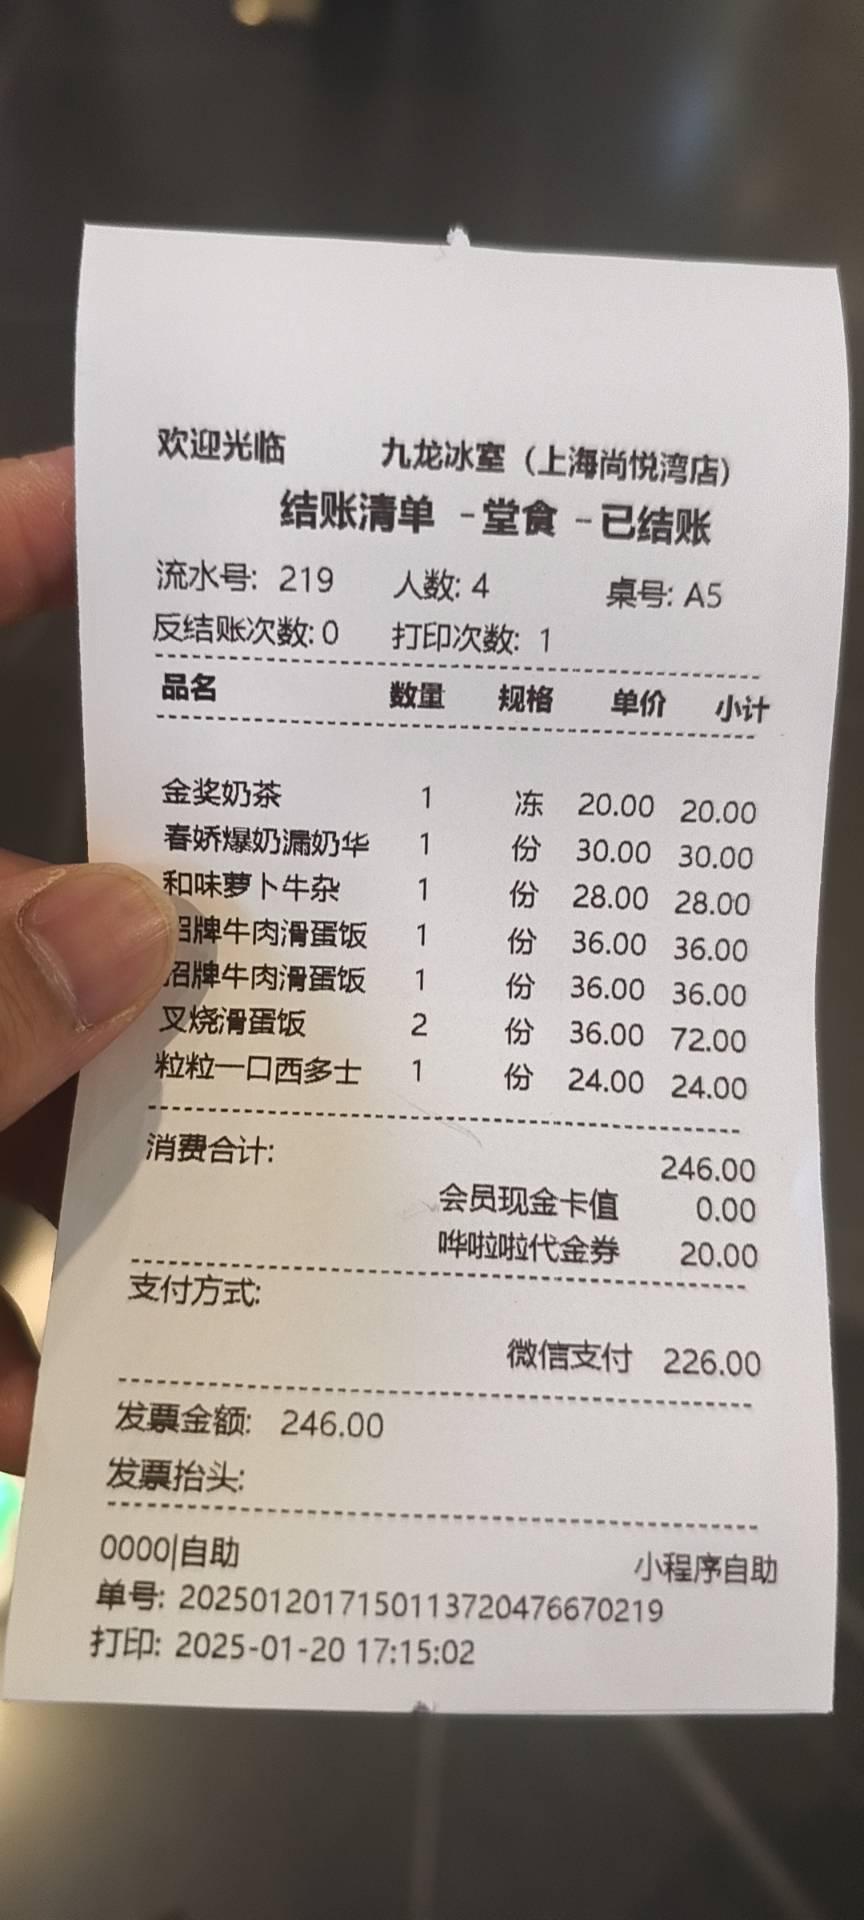 欢迎光临 九龙冰室（上海尚悦湾店）
结账清单 - 堂食 - 已结账
流水号: 219 人数: 4 桌号: A5
反结账次数: 0 打印次数: 1
品名 数量 规格 单价 小计
金奖奶茶 1 冻 20.00 20.00
春娇爆奶漏奶华 1 份 30.00 30.00
和味萝卜牛杂 1 份 28.00 28.00
招牌牛肉滑蛋饭 1 份 36.00 36.00
招牌牛肉滑蛋饭 1 份 36.00 36.00
叉烧滑蛋饭 2 份 36.00 72.00
粒粒一口西多士 1 份 24.00 24.00
消费合计: 246.00
会员现金卡值 0.00
哗啦啦代金券 20.00
支付方式:
微信支付 226.00
发票金额: 246.00
发票抬头:
0000|自助 小程序自助
单号: 2025012017150113720476670219
打印: 2025-01-20 17:15:02